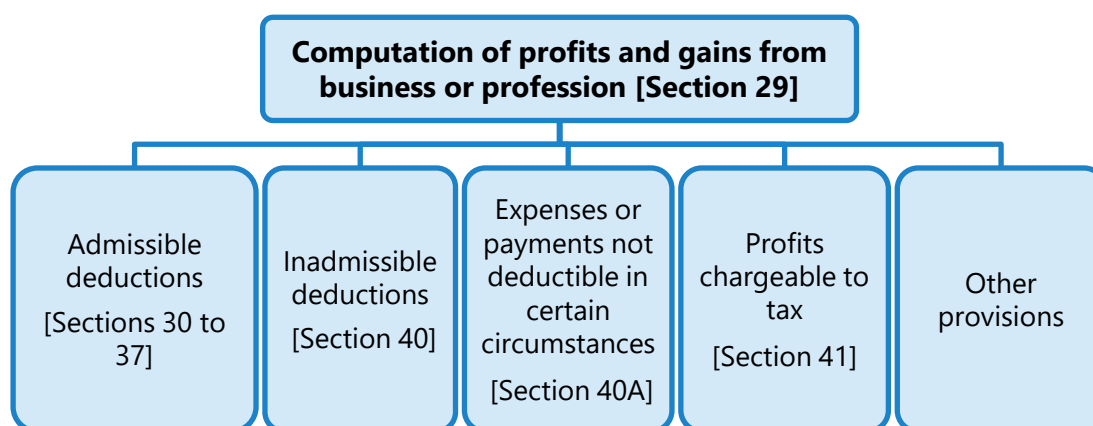 Computation of profits and gains from
business or profession [Section 29]
Admissible
deductions
[Sections 30 to
37]
Inadmissible
deductions
[Section 40]
Expenses or
payments not
deductible in
certain
circumstances
[Section 40A]
Profits
chargeable to
tax
[Section 41]
Other
provisions